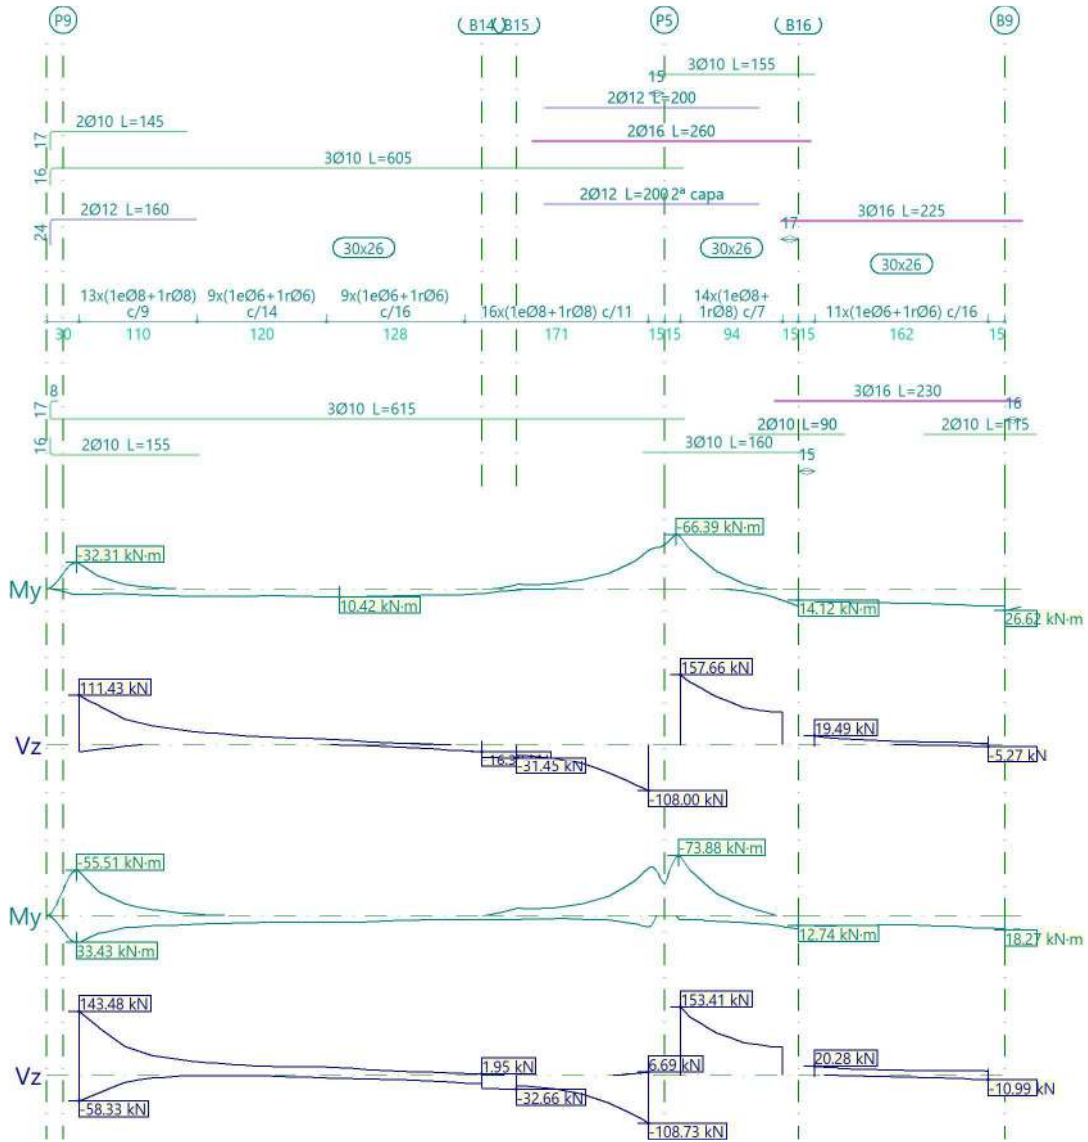 P9 B14 B15 P5 B16 B9
3Ø10 L=155
15
2Ø12 L=200
2Ø10 L=145
17
2Ø16 L=260
3Ø10 L=605
16
2Ø12 L=200 2ª capa
2Ø12 L=160
24
3Ø16 L=225
17
30x26 30x26 30x26
13x(1eØ8+1rØ8) c/9
9x(1eØ6+1rØ6) c/14
9x(1eØ6+1rØ6) c/16
16x(1eØ8+1rØ8) c/11
14x(1eØ8+
1rØ8) c/7
11x(1eØ6+1rØ6) c/16
30 110 120 128 171 15 15 94 15 15 162 15
8
17
3Ø10 L=615
3Ø16 L=230
16
2Ø10 L=90
2Ø10 L=115
16
2Ø10 L=155
3Ø10 L=160
15
-66.39 kN·m
-32.31 kN·m
My
10.42 kN·m
14.12 kN·m
26.62 kN·m
157.66 kN
111.43 kN
Vz
19.49 kN
-31.45 kN
-5.27 kN
-108.00 kN
-73.88 kN·m
-55.51 kN·m
My
33.43 kN·m
12.74 kN·m
18.27 kN·m
143.48 kN
153.41 kN
Vz
1.95 kN
6.69 kN
20.28 kN
-58.33 kN
-32.66 kN
-10.99 kN
-108.73 kN